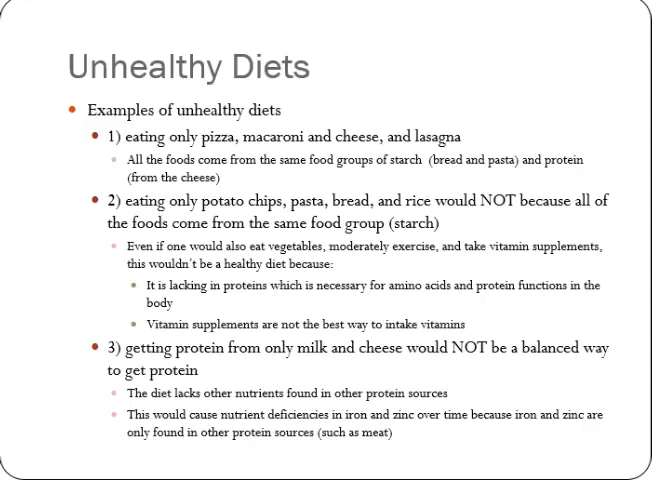 Unhealthy Diets
Examples of unhealthy diets
1) eating only pizza, macaroni and cheese, and lasagna
All the foods come from the same food groups of starch (bread and pasta) and protein
(from the cheese)
2) eating only potato chips, pasta, bread, and rice would NOT because all of
the foods come from the same food group (starch)
Even if one would also eat vegetables, moderately exercise, and take vitamin supplements,
this wouldn't be a healthy diet because:
It is lacking in proteins which is necessary for amino acids and protein functions in the
body
Vitamin supplements are not the best way to intake vitamins
3) getting protein from only milk and cheese would NOT be a balanced way
to get protein
The diet lacks other nutrients found in other protein sources
This would cause nutrient deficiencies in iron and zinc over time because iron and zinc are
only found in other protein sources (such as meat)